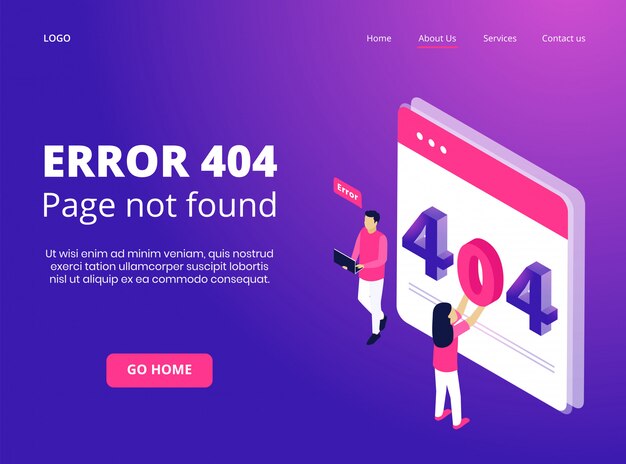 LOGO
Home About Us Services Contact us
ERROR 404
Page not found
Ut wisi enim ad minim veniam, quis nostrud
exerci tation ullamcorper suscipit lobortis
nisl ut aliquip ex ea commodo consequat.
GO HOME
Error
404